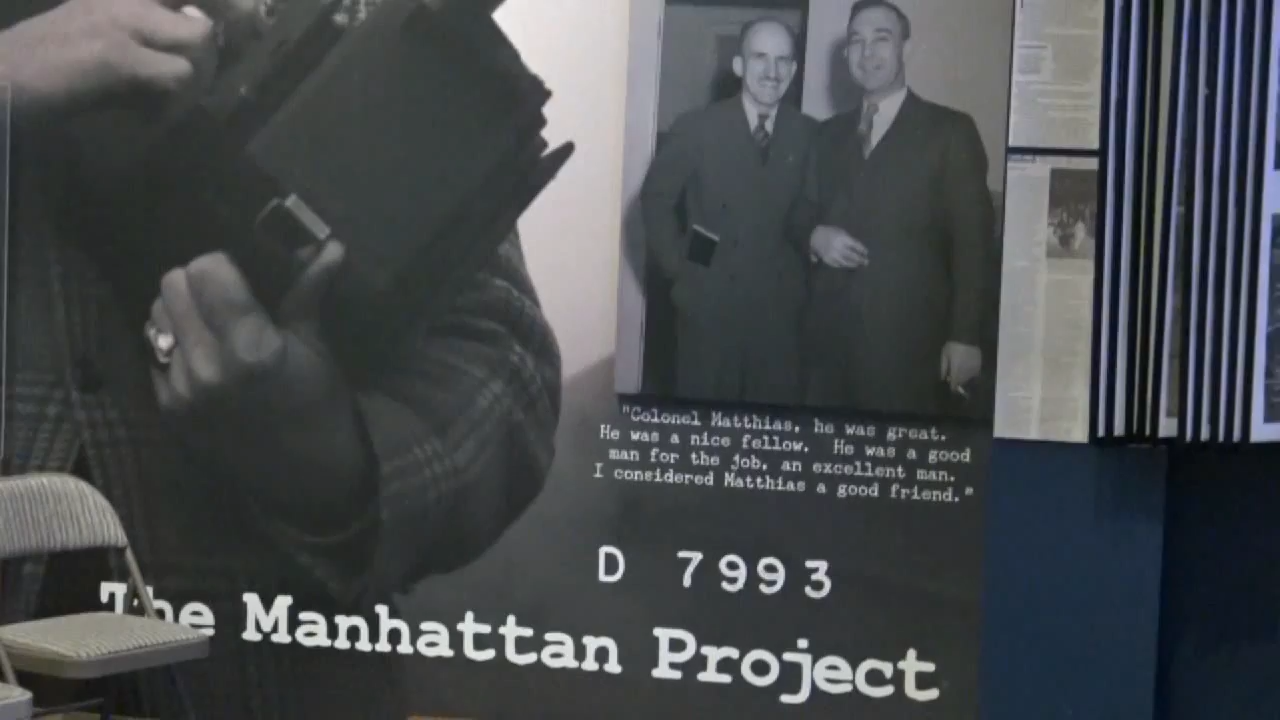 "Colonel Matthias, he was great.
He was a nice fellow. He was a good
man for the job, an excellent man.
I considered Matthias a good friend."
D 7993
The Manhattan Project